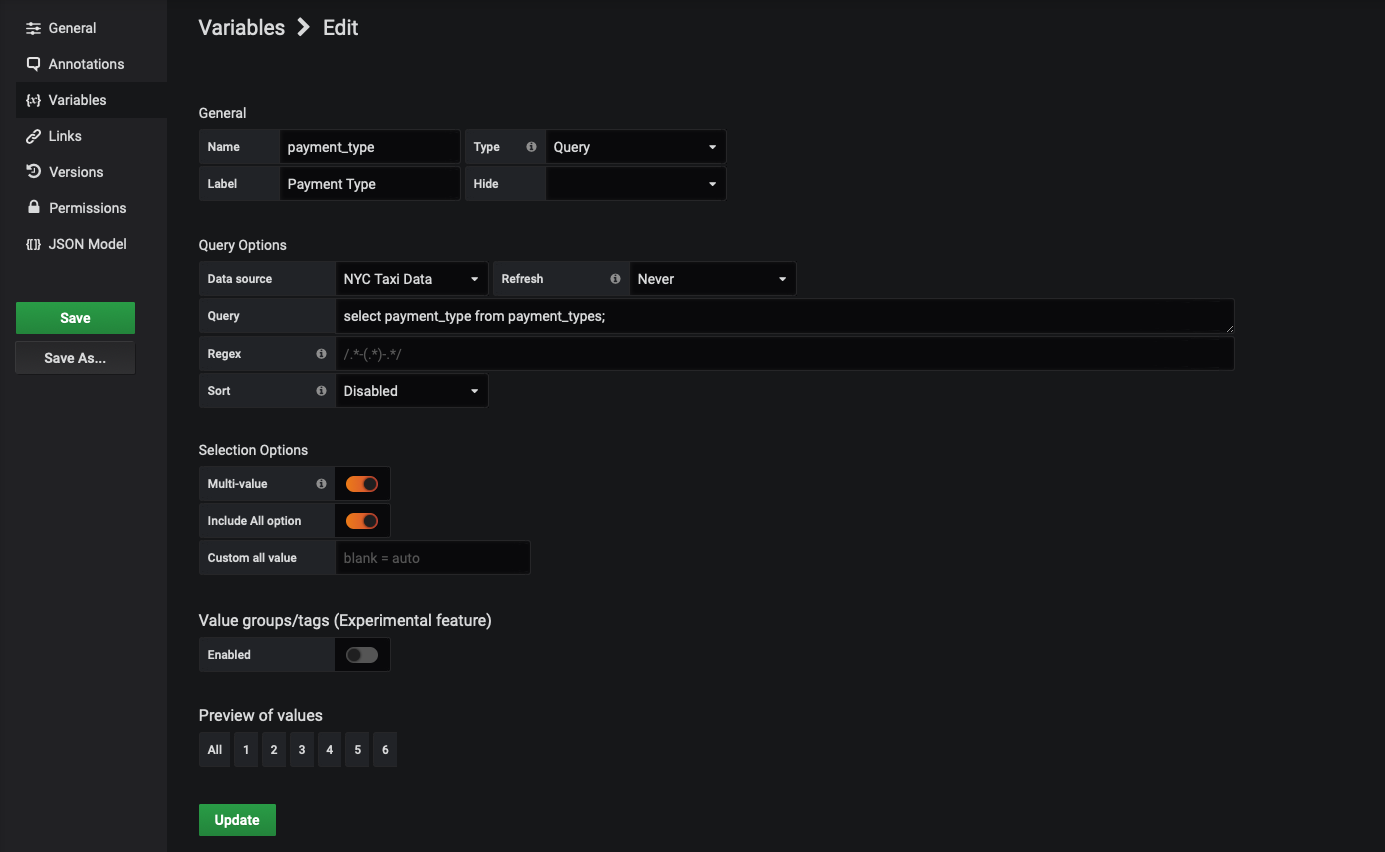 General
Annotations
Variables
Links
Versions
Permissions
JSON Model
Save
Save As...
Variables > Edit
General
Name payment_type Type Query
Label Payment Type Hide
Query Options
Data source NYC Taxi Data Refresh Never
Query select payment_type from payment_types;
Regex /.*-(.*)-.*/
Sort Disabled
Selection Options
Multi-value
Include All option
Custom all value blank = auto
Value groups/tags (Experimental feature)
Enabled
Preview of values
All 1 2 3 4 5 6
Update